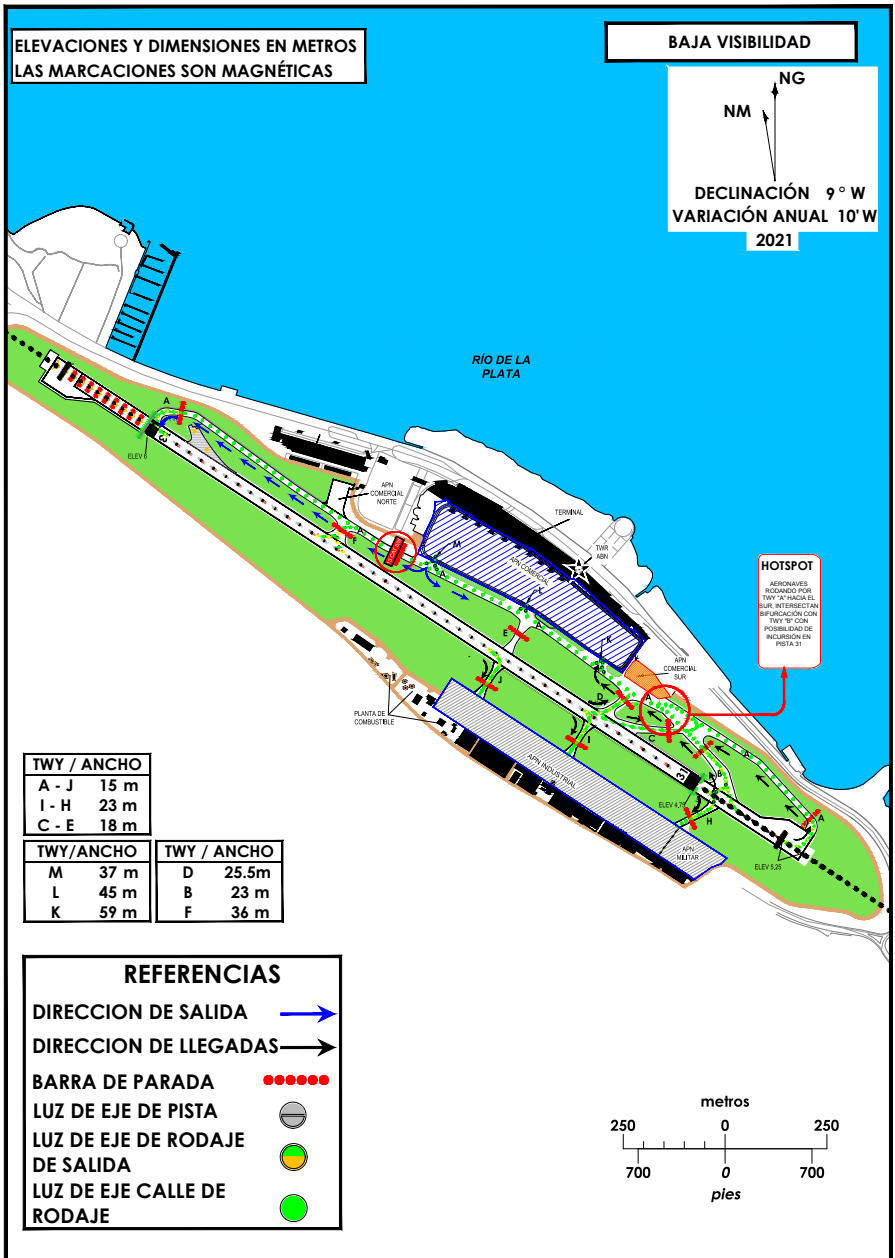 ELEVACIONES Y DIMENSIONES EN METROS
LAS MARCACIONES SON MAGNÉTICAS
BAJA VISIBILIDAD
NG
NM
DECLINACIÓN 9° W
VARIACIÓN ANUAL 10' W
2021
RÍO DE LA
PLATA
A
13
ELEV 6
APN
COMERCIAL
NORTE
A
F
TERMINAL
M
APN COMERCIAL
TWR
ABN
A
L
A
E
K
J
D
I
A
C
APN
COMERCIAL
SUR
HOTSPOT
AERONAVES
RODANDO POR
TWY "A" HACIA EL
SUR, INTERSECTAN
BIFURCACIÓN CON
TWY "B" CON
POSIBILIDAD DE
INCURSIÓN EN
PISTA 31
PLANTA DE
COMBUSTIBLE
APN INDUSTRIAL
31
A
B
ELEV 4,75
H
A
APN
MILITAR
ELEV 5,25
TWY / ANCHO
A - J 15 m
I - H 23 m
C - E 18 m
TWY/ANCHO
M 37 m
L 45 m
K 59 m
TWY / ANCHO
D 25.5m
B 23 m
F 36 m
REFERENCIAS
DIRECCION DE SALIDA
DIRECCION DE LLEGADAS
BARRA DE PARADA
LUZ DE EJE DE PISTA
LUZ DE EJE DE RODAJE
DE SALIDA
LUZ DE EJE CALLE DE
RODAJE
metros
250 0 250
700 0 700
pies